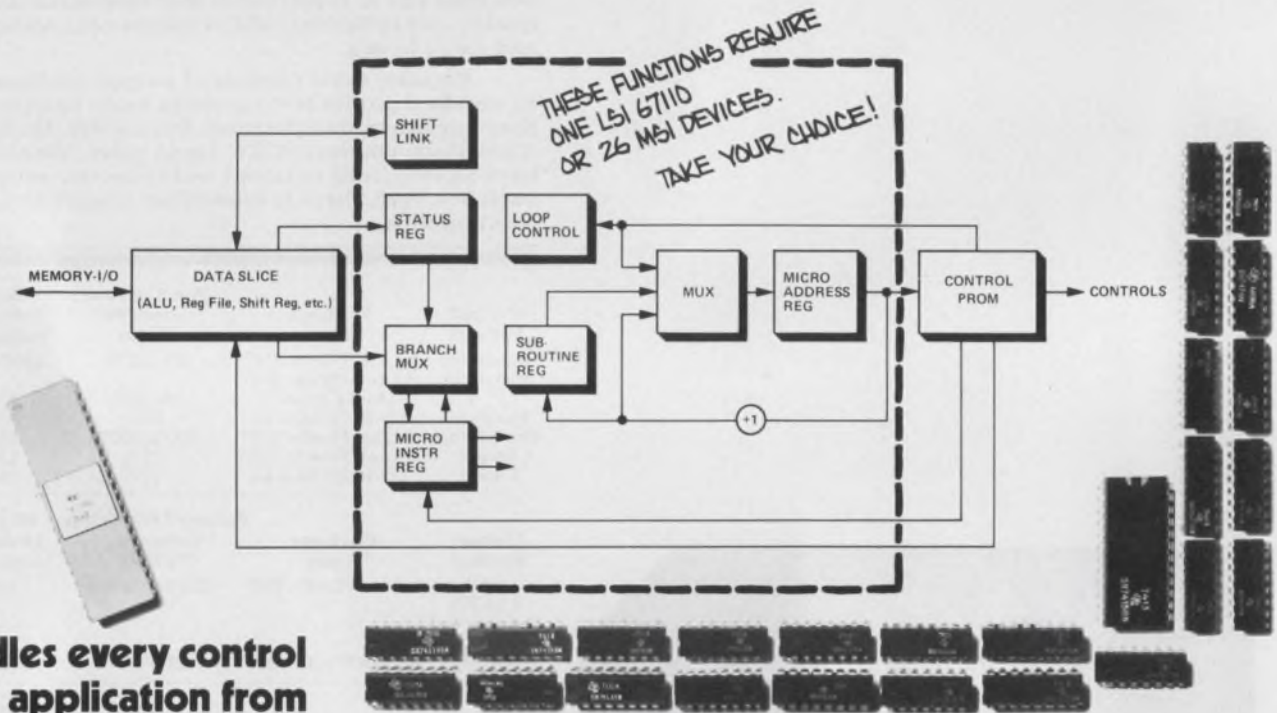 THESE FUNCTIONS REQUIRE
ONE LSI 67110
OR 26 MSI DEVICES.
TAKE YOUR CHOICE!
SHIFT
LINK
STATUS
REG
LOOP
CONTROL
MEMORY-I/O
DATA SLICE
(ALU, Reg File, Shift Reg, etc.)
MUX
MICRO
ADDRESS
REG
CONTROL
PROM
CONTROLS
BRANCH
MUX
SUB-
ROUTINE
REG
+1
MICRO
INSTR
REG
every control
application from